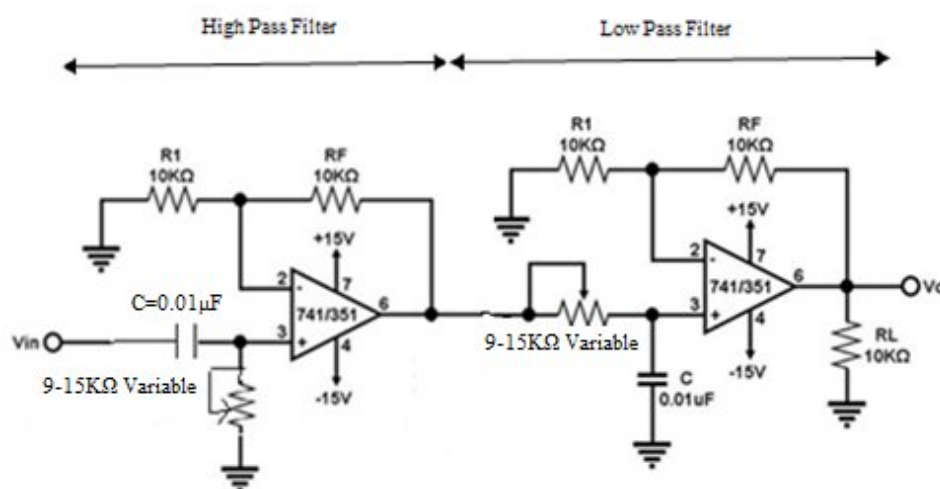 High Pass Filter
Low Pass Filter
R1
10KΩ
RF
10KΩ
+15V
2
-
7
741/351
6
3
+
4
-15V
C=0.01µF
Vin
9-15KΩ Variable
R1
10KΩ
RF
10KΩ
+15V
2
-
7
741/351
6
3
+
4
-15V
9-15KΩ Variable
C
0.01uF
Vo
RL
10KΩ